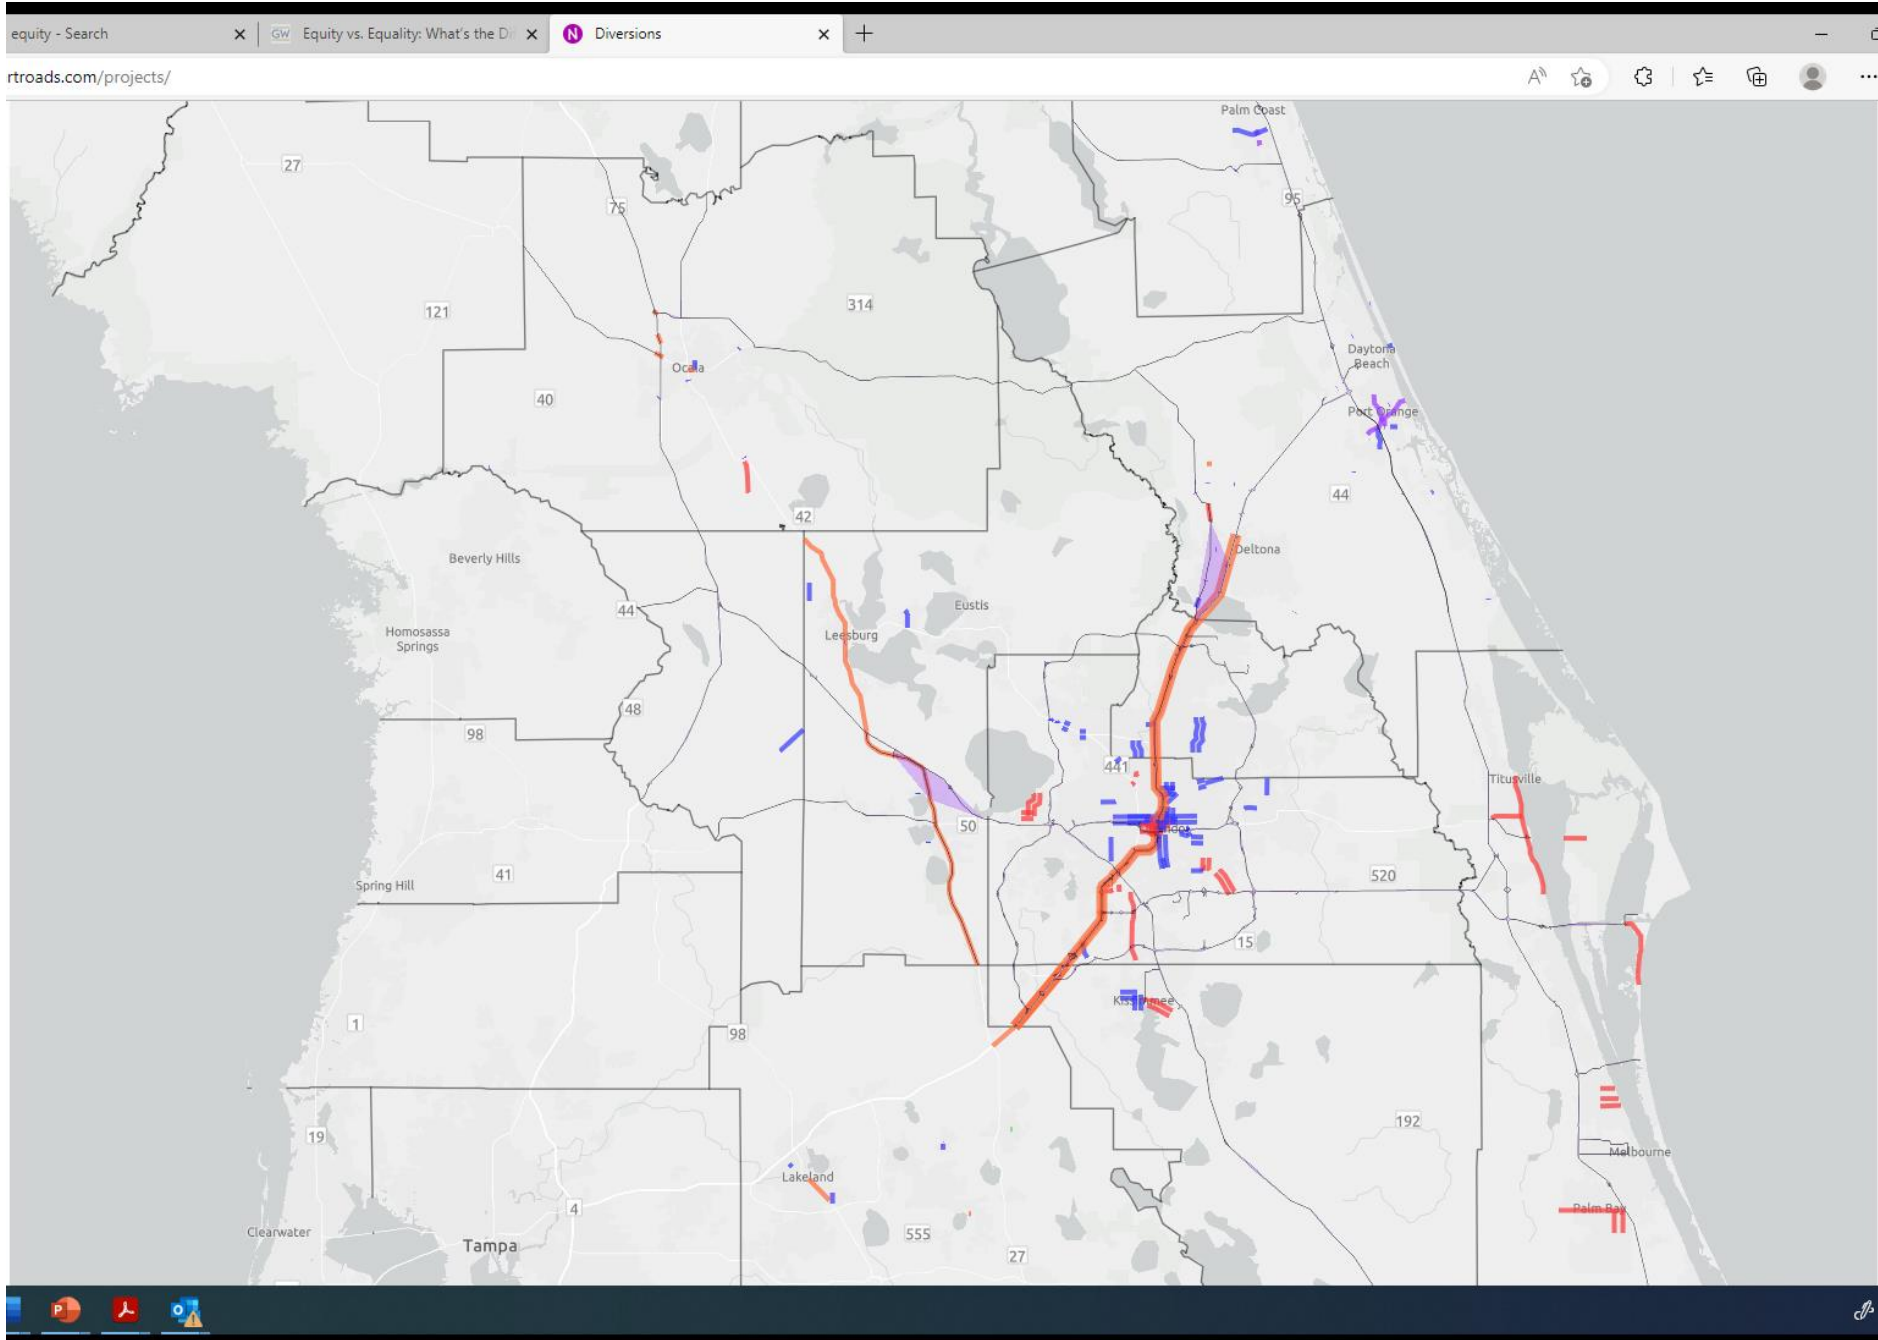 equity - Search
GW Equity vs. Equality: What's the Di
N Diversions
rtroads.com/projects/
Palm Coast
27
75
95
121
314
Daytona
Beach
Ocala
40
Port Orange
44
42
Beverly Hills
Deltona
44
Eustis
Homosassa
Springs
Leesburg
48
98
441
Titusville
50
41
520
Spring Hill
15
Kissimmee
1
98
192
19
Melbourne
Lakeland
4
Palm Bay
Clearwater
555
Tampa
27